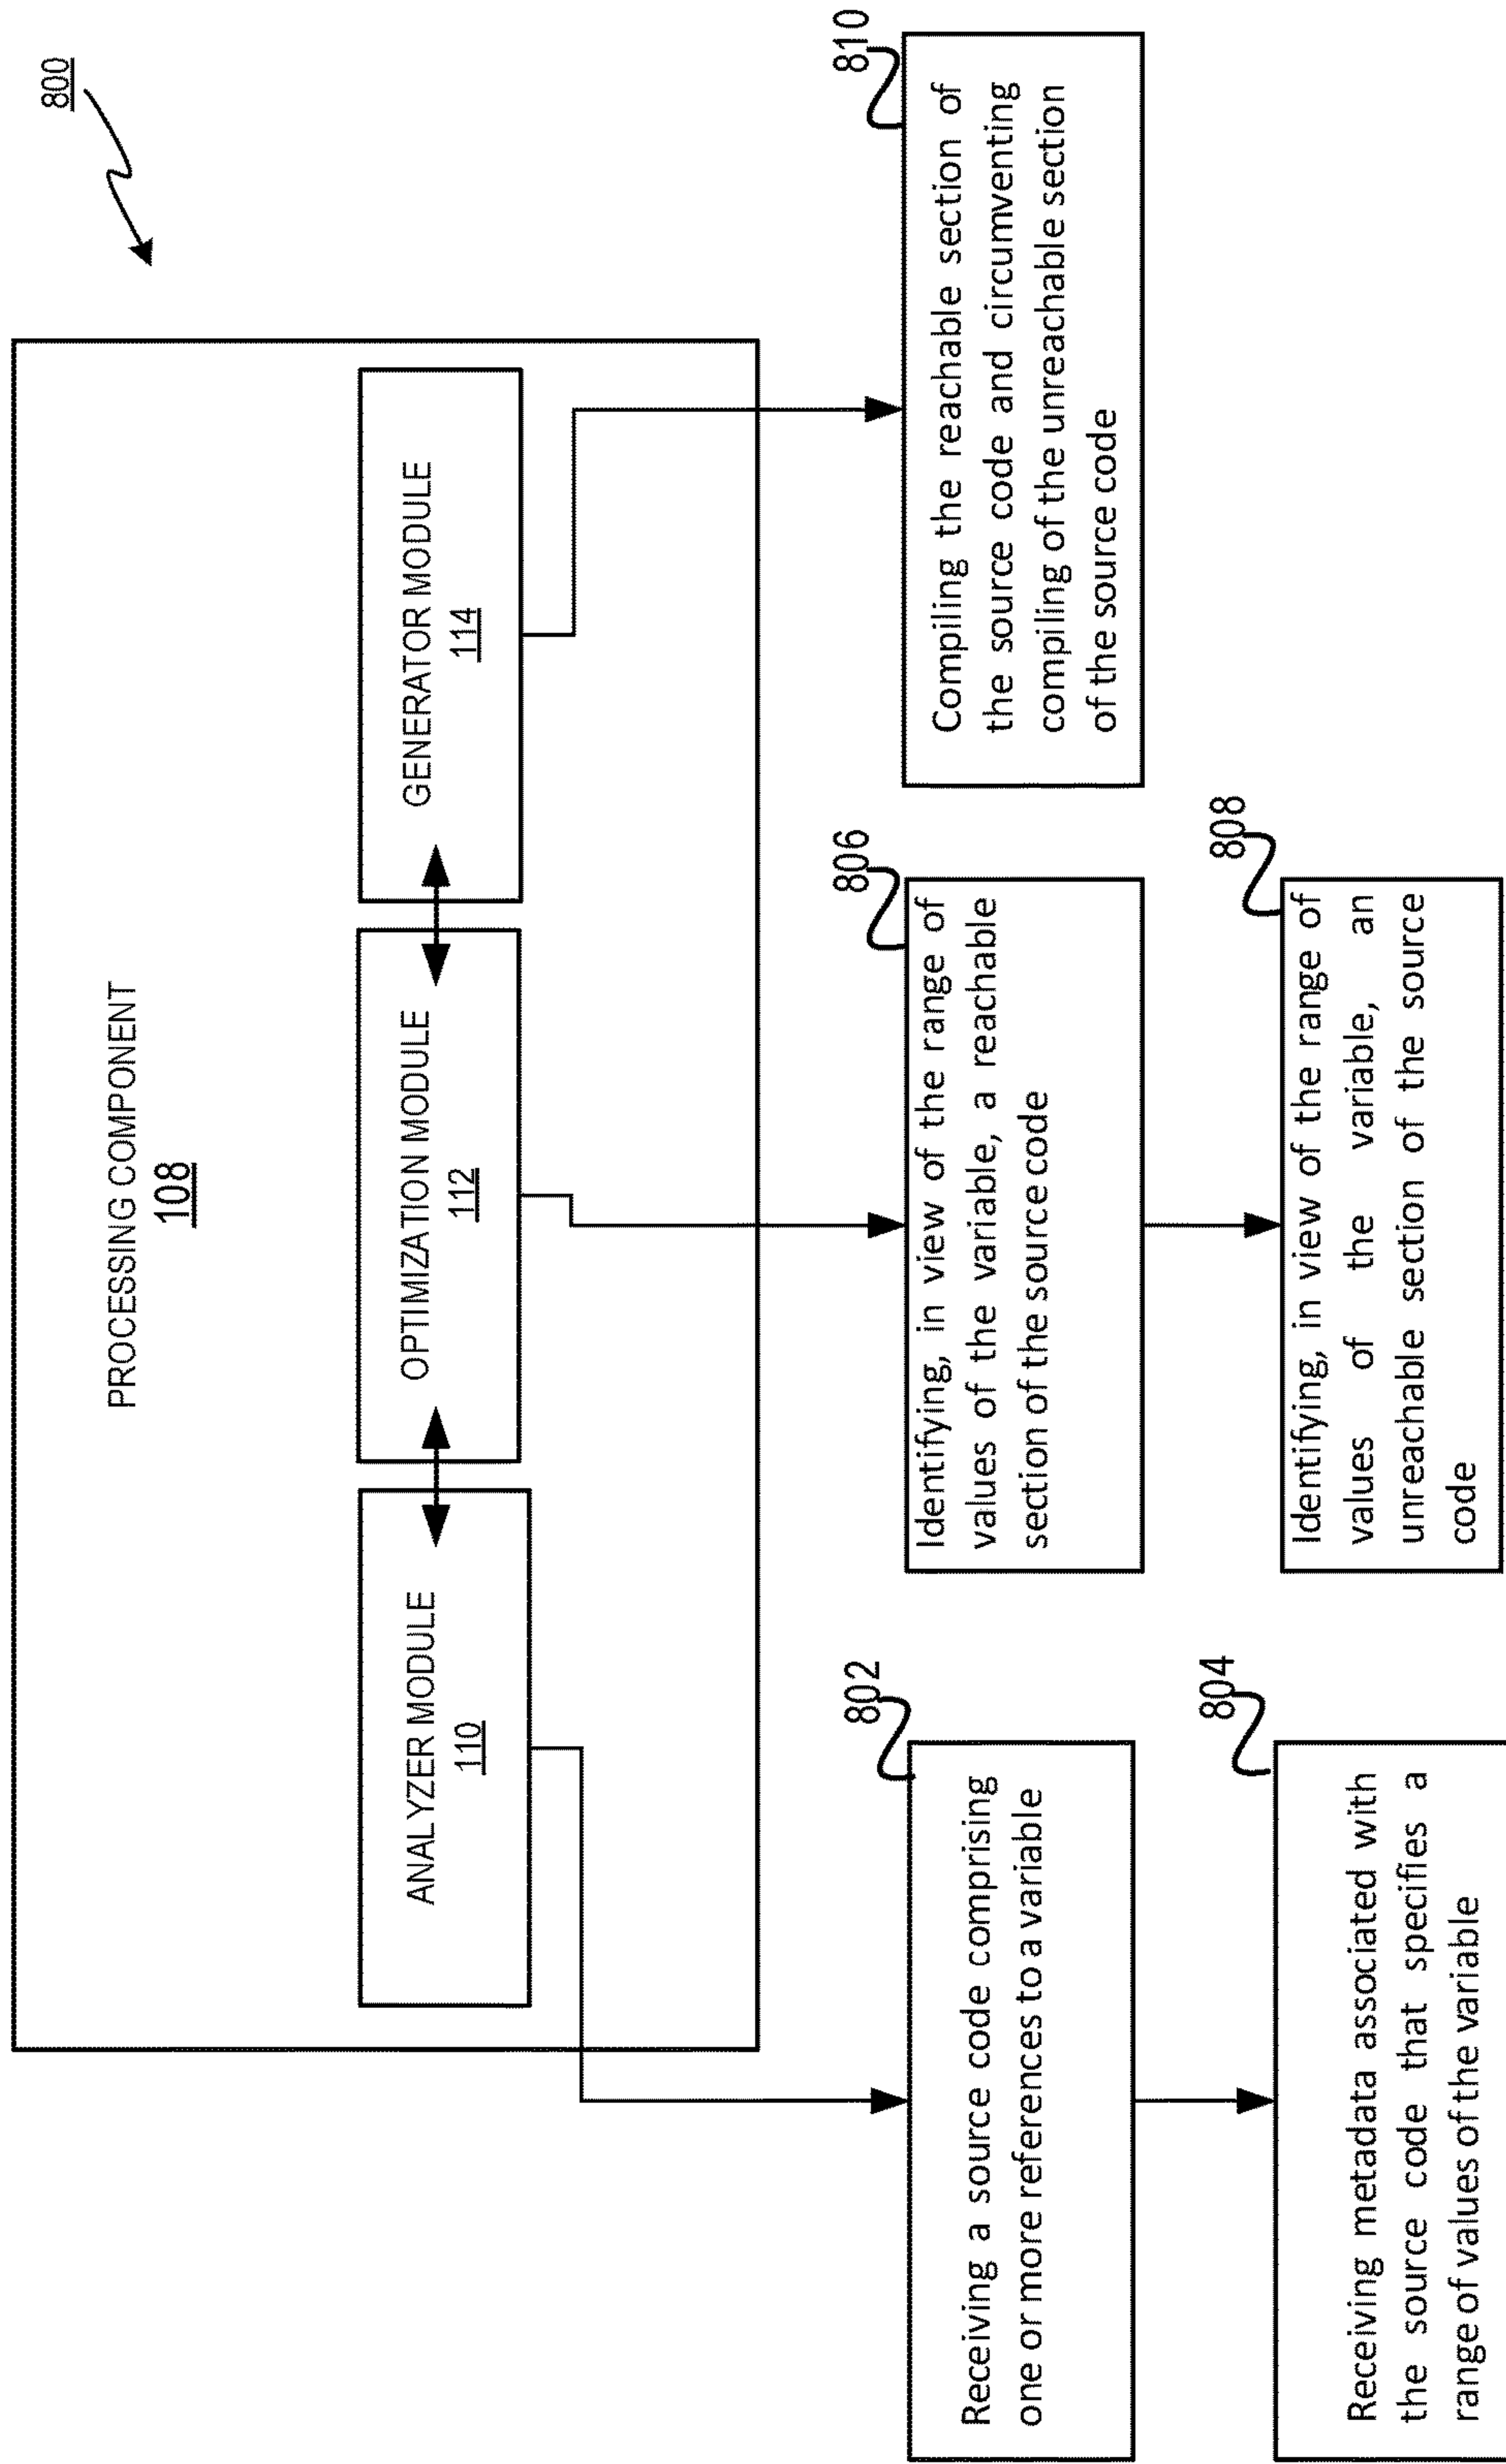 800
PROCESSING COMPONENT
108
ANALYZER MODULE
110
OPTIMIZATION MODULE
112
GENERATOR MODULE
114
802
Receiving a source code comprising
one or more references to a variable
804
Receiving metadata associated with
the source code that specifies a
range of values of the variable
806
Identifying, in view of the range of
values of the variable, a reachable
section of the source code
808
Identifying, in view of the range of
values of the variable, an
unreachable section of the source
code
810
Compiling the reachable section of
the source code and circumventing
compiling of the unreachable section
of the source code